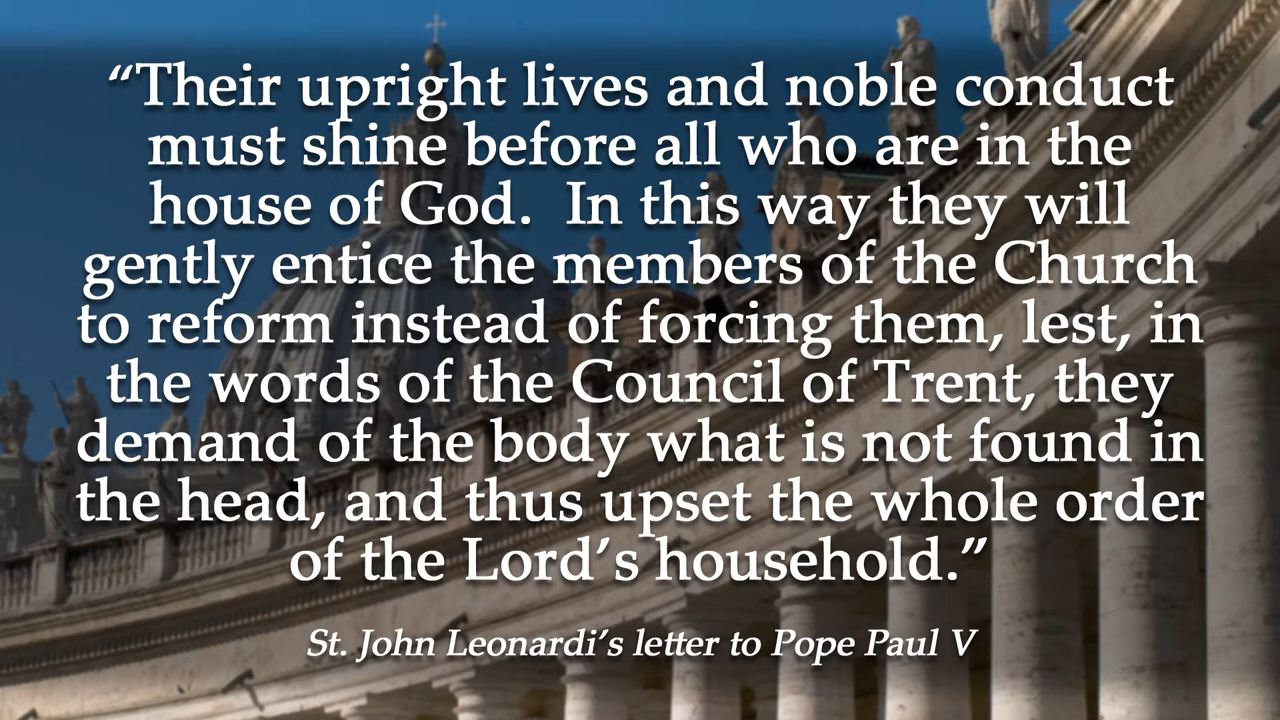 “Their upright lives and noble conduct
must shine before all who are in the
house of God.  In this way they will
gently entice the members of the Church
to reform instead of forcing them, lest, in
the words of the Council of Trent, they
demand of the body what is not found in
the head, and thus upset the whole order
of the Lord’s household.”
St. John Leonardi’s letter to Pope Paul V